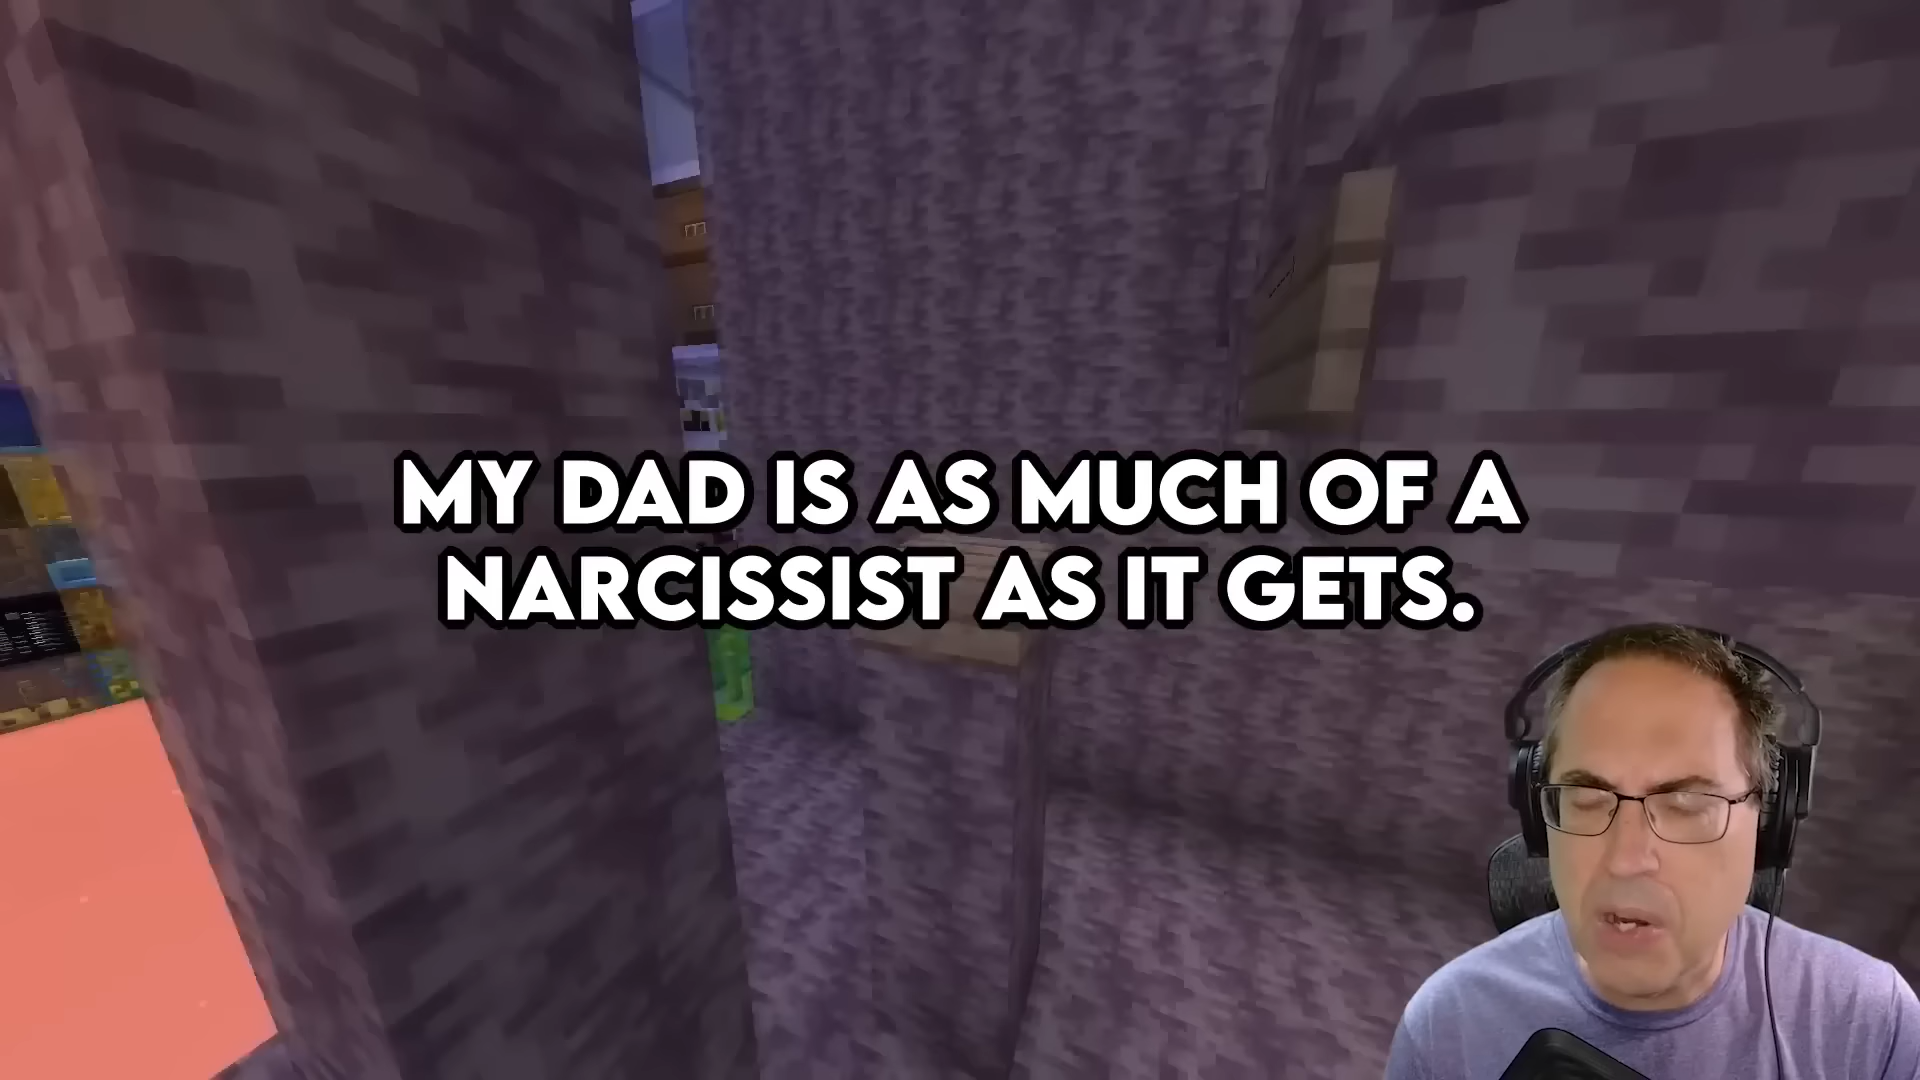 MY DAD IS AS MUCH OF A
NARCISSIST AS IT GETS.